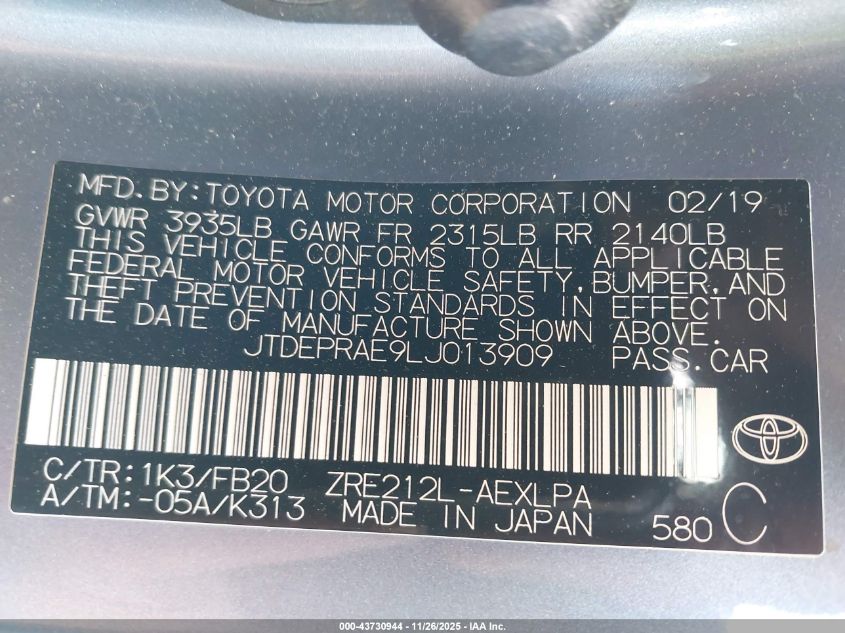 MFD.BY:TOYOTA MOTOR CORPORATION 02/19
GVWR 3935LB GAWR FR 2315LB RR 2140LB
THIS VEHICLE CONFORMS TO ALL APPLICABLE
FEDERAL MOTOR VEHICLE SAFETY,BUMPER,AND
THEFT PREVENTION STANDARDS IN EFFECT ON
THE DATE OF MANUFACTURE SHOWN ABOVE.
JTDEPRAE9LJ013909 PASS.CAR
C/TR:1K3/FB20 ZRE212L-AEXLPA
A/TM:-05A/K313 MADE IN JAPAN 580 C
000-43730944 - 11/26/2025 - IAA Inc.